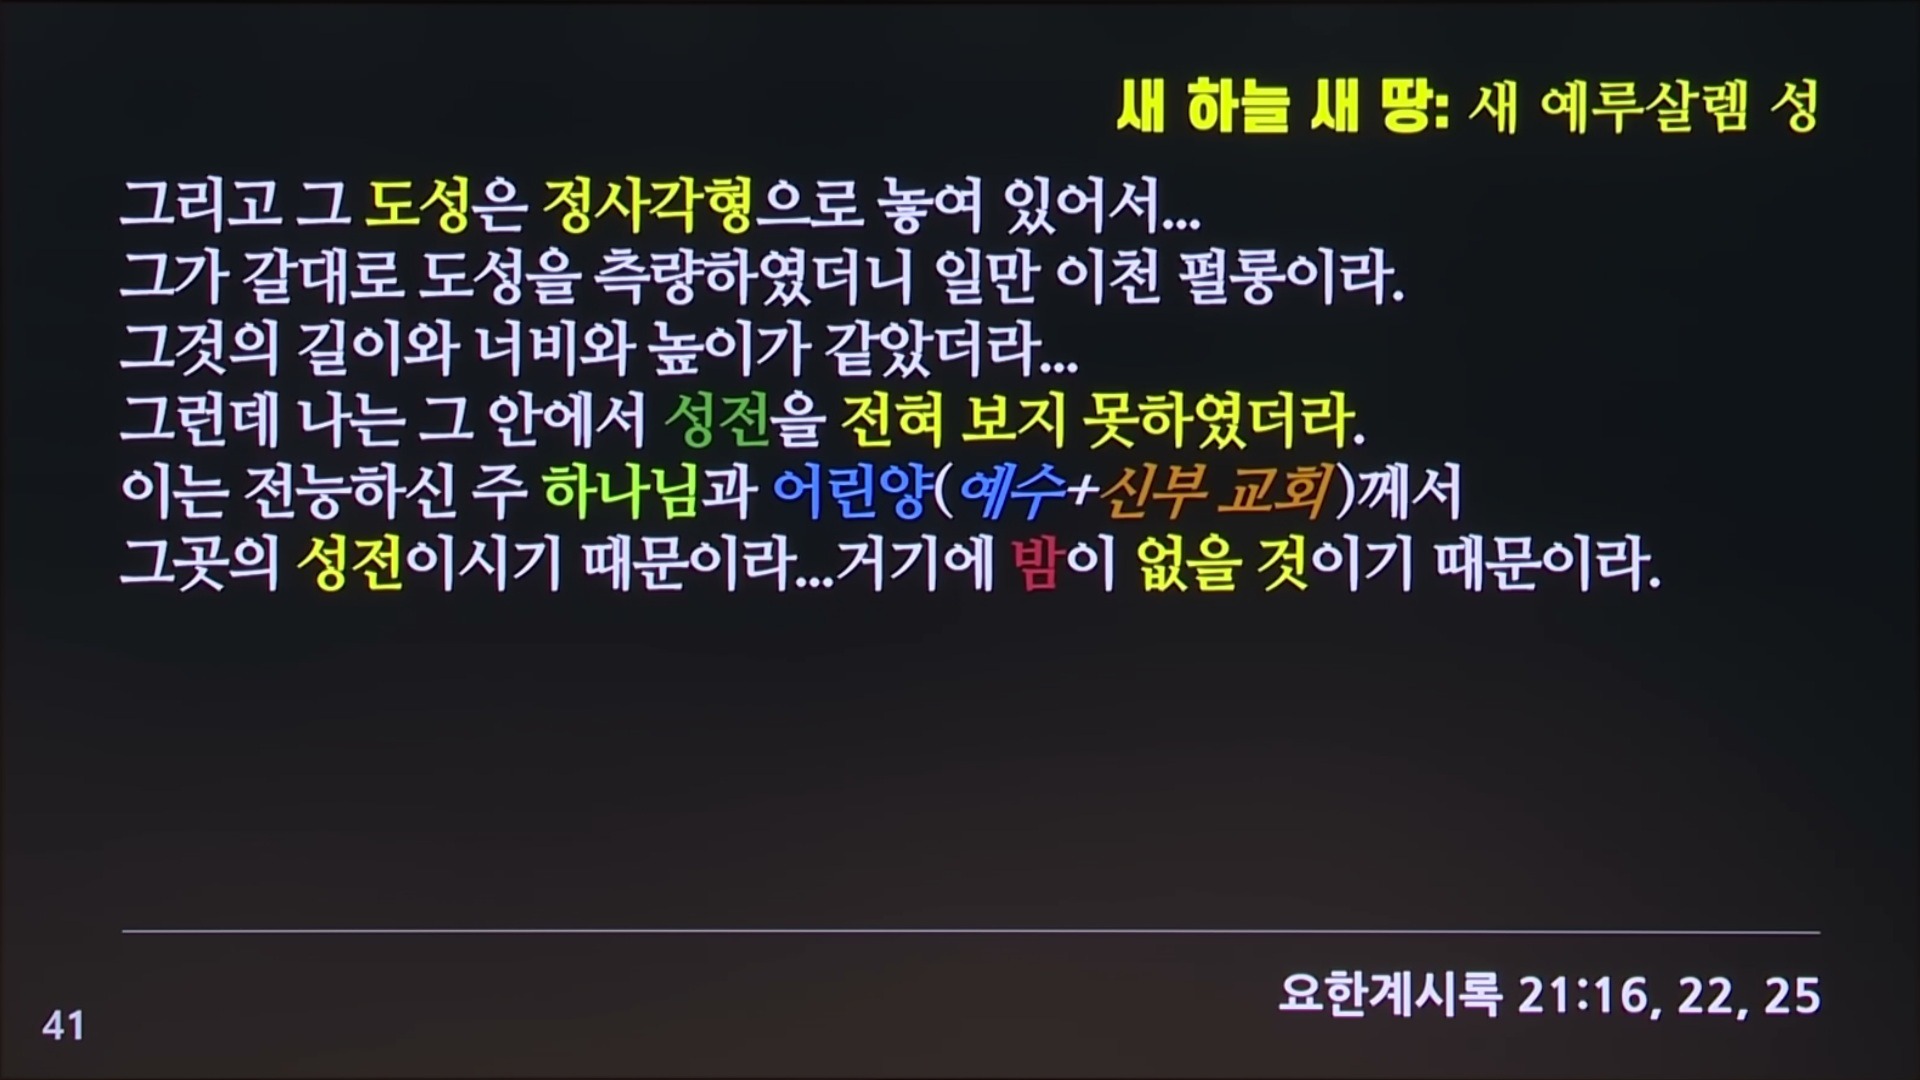 새 하늘 새 땅: 새 예루살렘 성
그리고 그 도성은 정사각형으로 놓여 있어서...
그가 갈대로 도성을 측량하였더니 일만 이천 펄롱이라.
그것의 길이와 너비와 높이가 같았더라...
그런데 나는 그 안에서 성전을 전혀 보지 못하였더라.
이는 전능하신 주 하나님과 어린양(예수+신부 교회)께서
그곳의 성전이시기 때문이라...거기에 밤이 없을 것이기 때문이라.
요한계시록 21:16, 22, 25
41